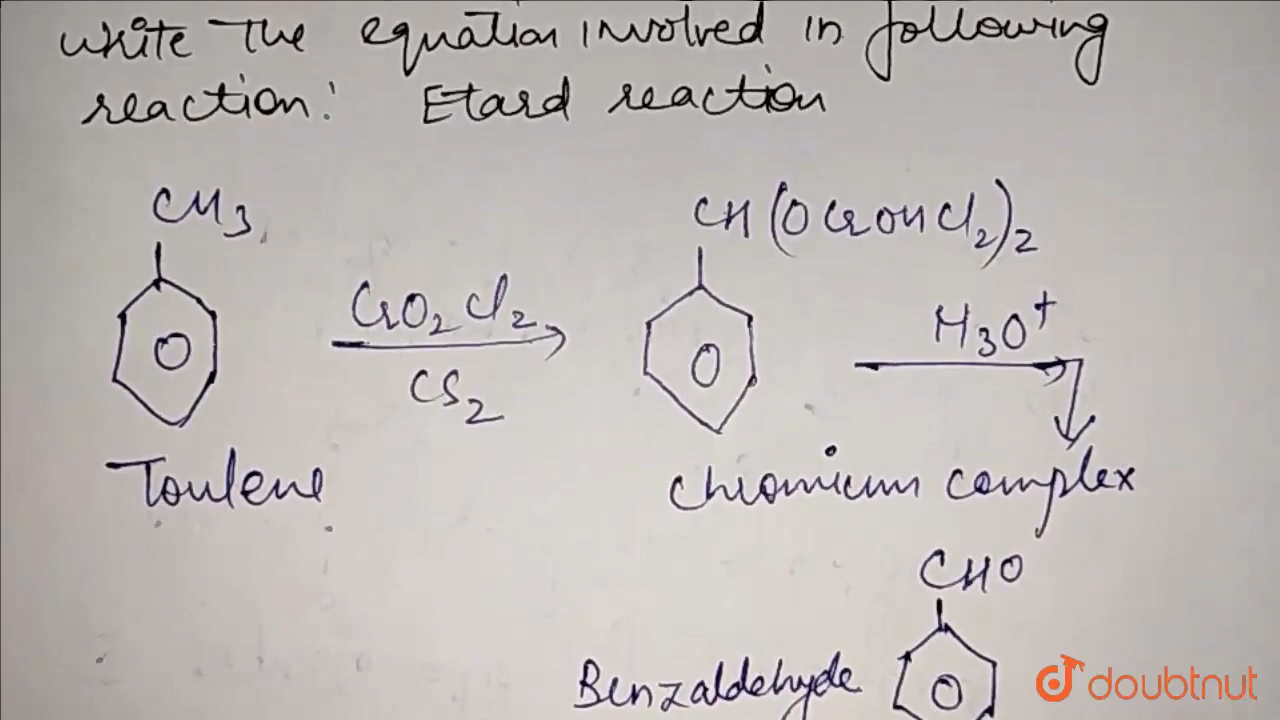 write The equation involved in following
reaction: Etard reaction
CH3
CH(OCrOHCl2)2
CrO2Cl2
CS2
H3O+
Toulene
chromium complex
CHO
Benzaldehyde
doubtnut